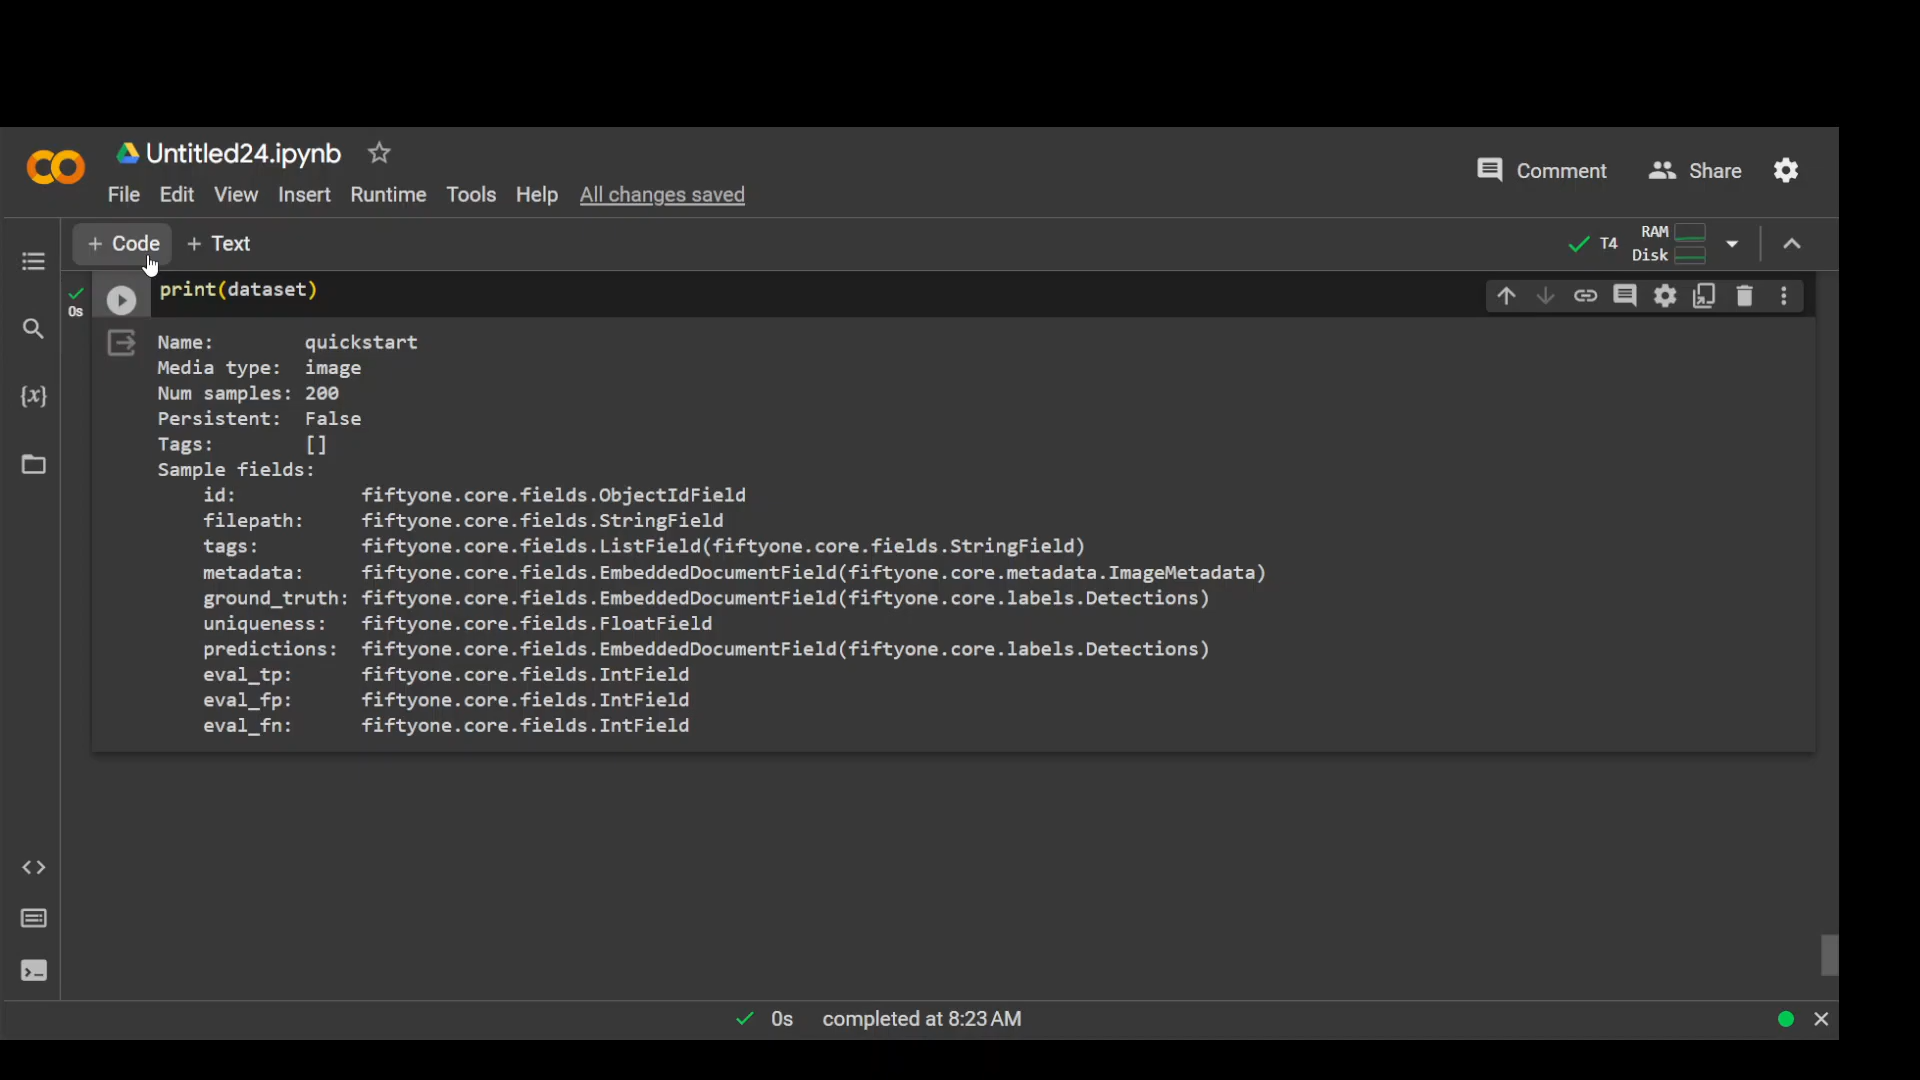 Untitled24.ipynb
File Edit View Insert Runtime Tools Help All changes saved
Comment Share
+ Code + Text
T4 RAM
Disk
print(dataset)
0s
Name: quickstart
Media type: image
Num samples: 200
Persistent: False
Tags: []
Sample fields:
id: fiftyone.core.fields.ObjectIdField
filepath: fiftyone.core.fields.StringField
tags: fiftyone.core.fields.ListField(fiftyone.core.fields.StringField)
metadata: fiftyone.core.fields.EmbeddedDocumentField(fiftyone.core.metadata.ImageMetadata)
ground_truth: fiftyone.core.fields.EmbeddedDocumentField(fiftyone.core.labels.Detections)
uniqueness: fiftyone.core.fields.FloatField
predictions: fiftyone.core.fields.EmbeddedDocumentField(fiftyone.core.labels.Detections)
eval_tp: fiftyone.core.fields.IntField
eval_fp: fiftyone.core.fields.IntField
eval_fn: fiftyone.core.fields.IntField
0s completed at 8:23 AM